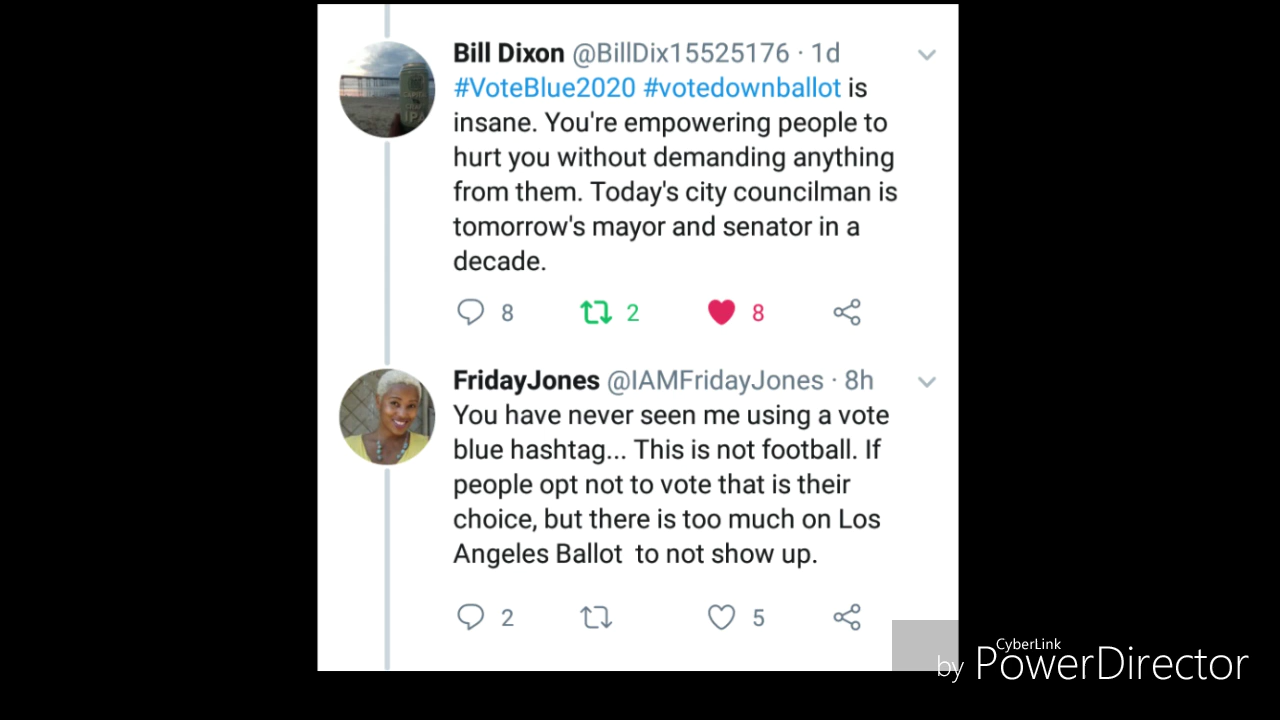 Bill Dixon @BillDix15525176 · 1d
#VoteBlue2020 #votedownballot is
insane. You're empowering people to
hurt you without demanding anything
from them. Today's city councilman is
tomorrow's mayor and senator in a
decade.
8 2 8
FridayJones @IAMFridayJones · 8h
You have never seen me using a vote
blue hashtag... This is not football. If
people opt not to vote that is their
choice, but there is too much on Los
Angeles Ballot  to not show up.
2 5
CyberLink
by PowerDirector